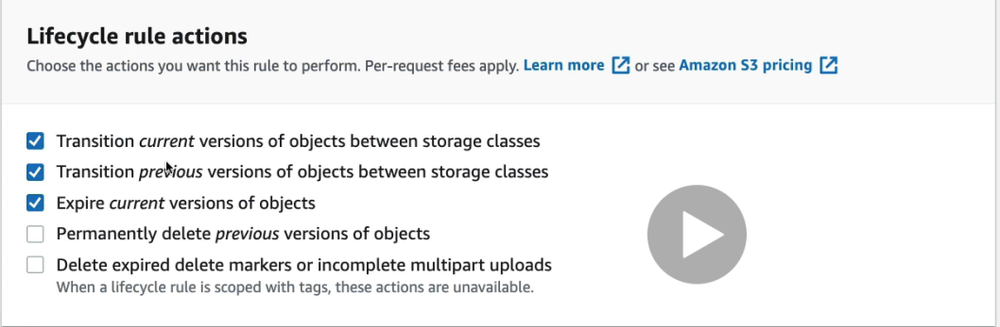 Lifecycle rule actions
Choose the actions you want this rule to perform. Per-request fees apply. Learn more or see Amazon S3 pricing
Transition current versions of objects between storage classes
Transition previous versions of objects between storage classes
Expire current versions of objects
Permanently delete previous versions of objects
Delete expired delete markers or incomplete multipart uploads
When a lifecycle rule is scoped with tags, these actions are unavailable.